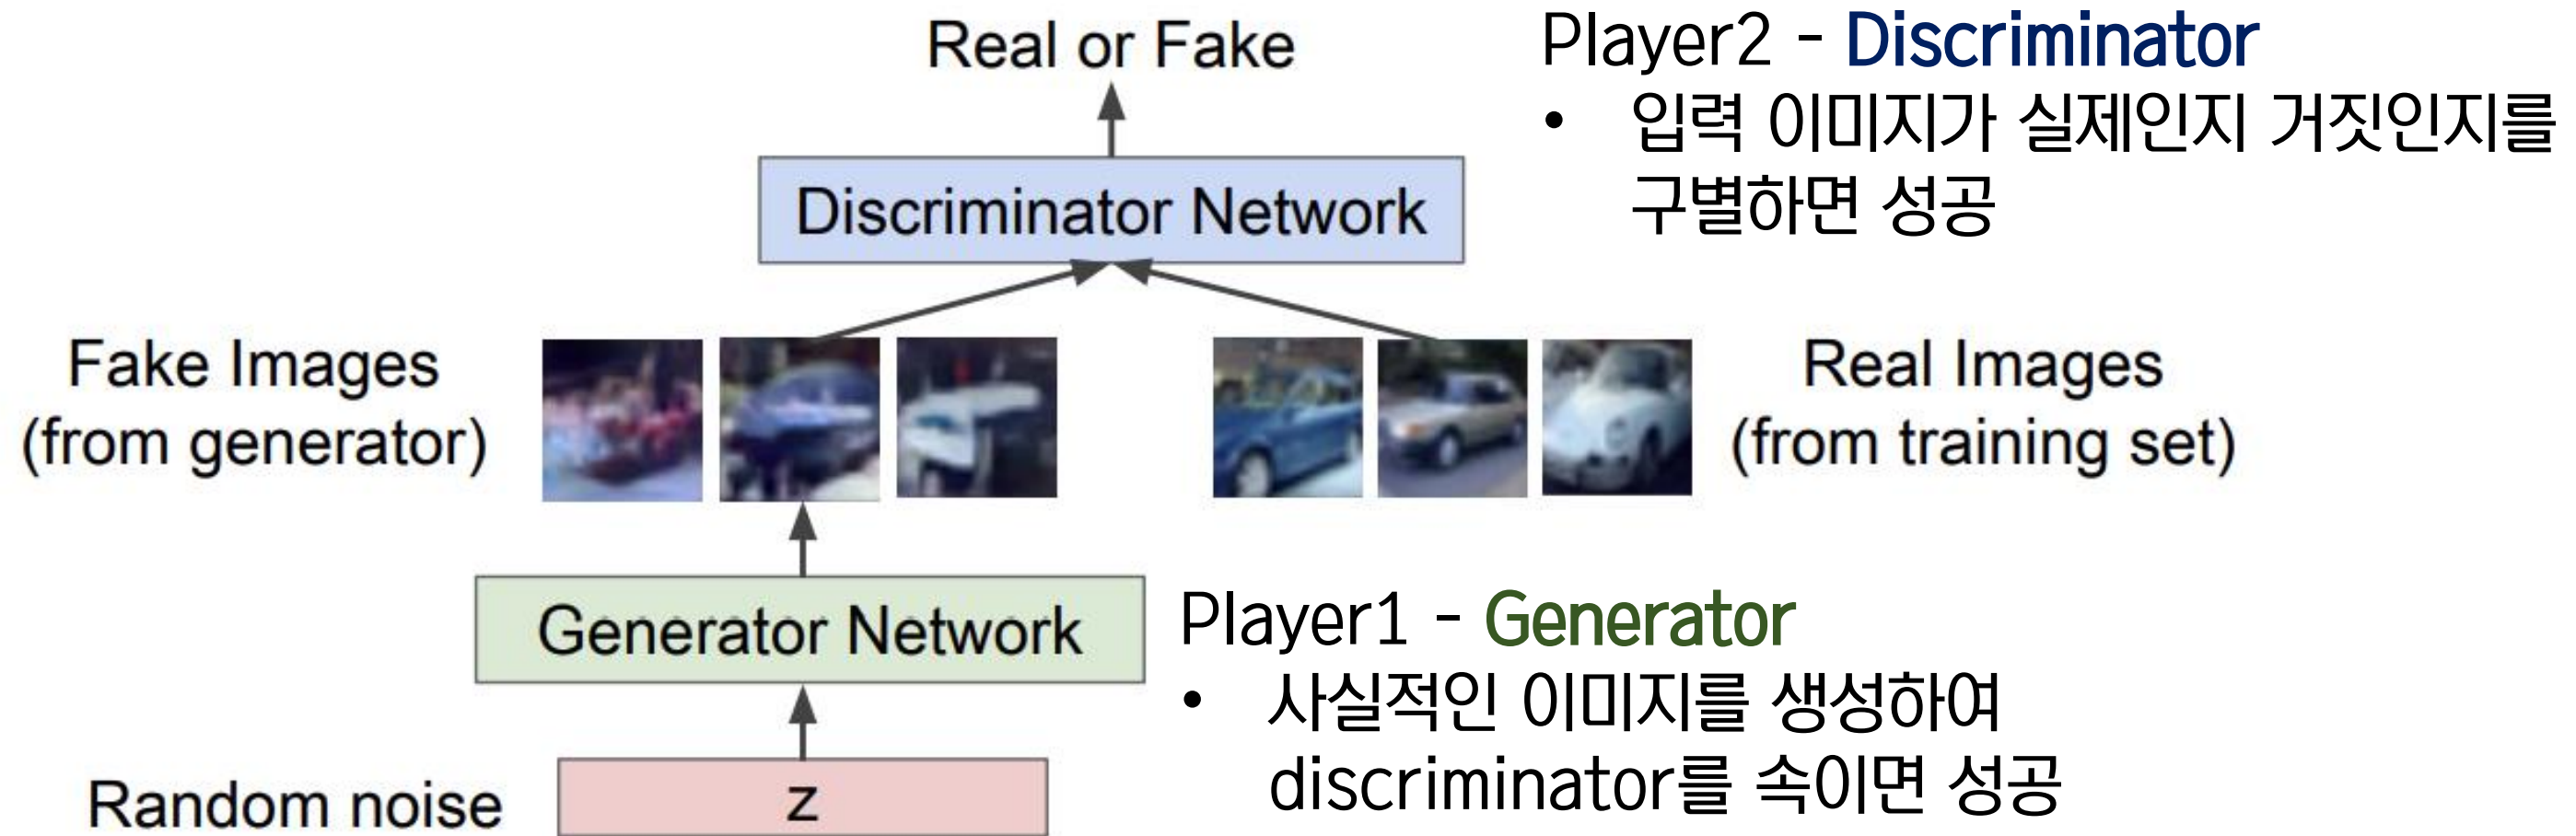 Real or Fake
Player2 - Discriminator
• 입력 이미지가 실제인지 거짓인지를
구별하면 성공
Discriminator Network
Fake Images
(from generator)
Real Images
(from training set)
Generator Network
Player1 - Generator
• 사실적인 이미지를 생성하여
discriminator를 속이면 성공
Random noise
z